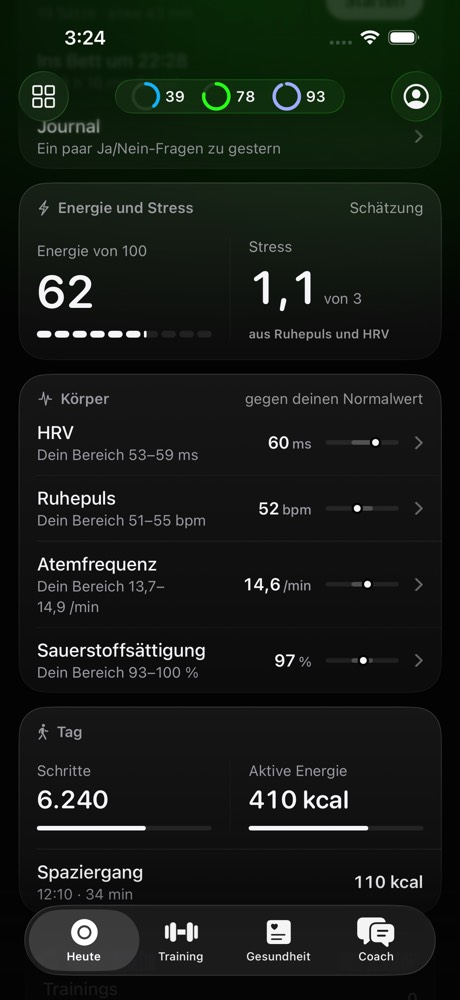 3:24
Ins Bett um 22:28
39
78
93
Journal
Ein paar Ja/Nein-Fragen zu gestern
Energie und Stress
Schätzung
Energie von 100
62
Stress
1,1 von 3
aus Ruhepuls und HRV
Körper
gegen deinen Normalwert
HRV
Dein Bereich 53–59 ms
60 ms
Ruhepuls
Dein Bereich 51–55 bpm
52 bpm
Atemfrequenz
Dein Bereich 13,7–
14,9 /min
14,6 /min
Sauerstoffsättigung
Dein Bereich 93–100 %
97 %
Tag
Schritte
6.240
Aktive Energie
410 kcal
Spaziergang
12:10 · 34 min
110 kcal
Heute
Training
Gesundheit
Coach
Trainings